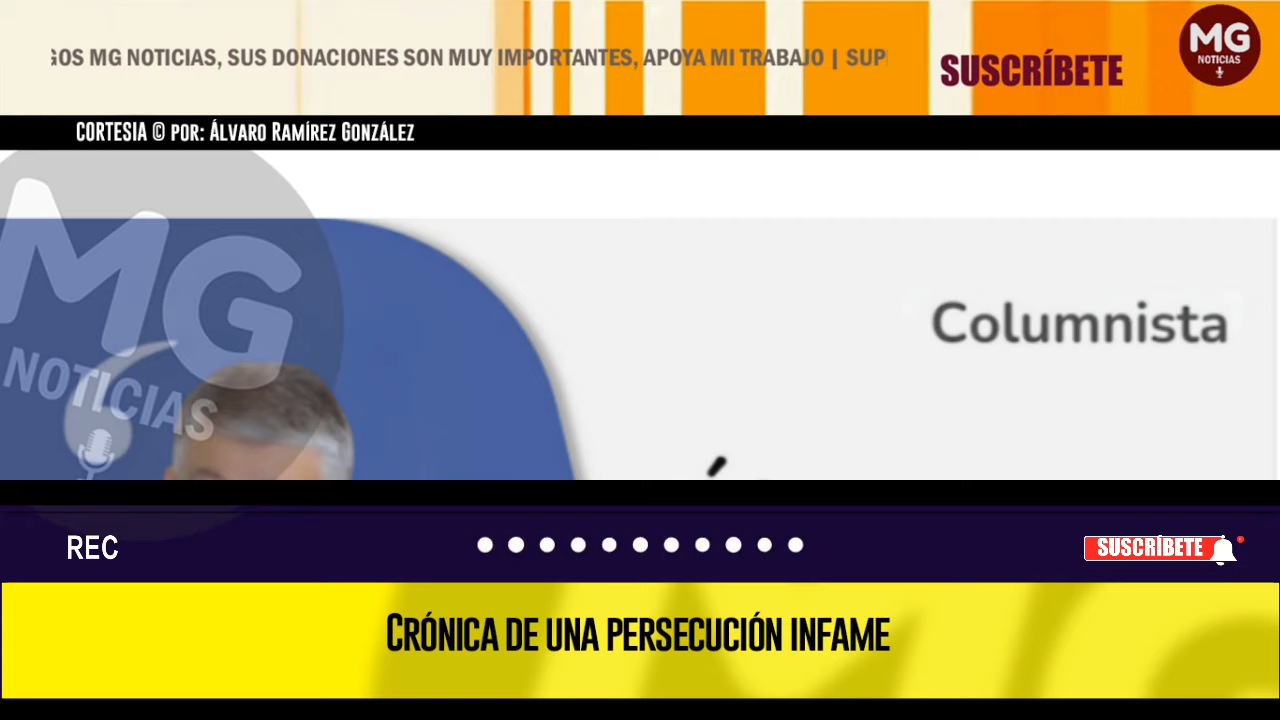 GOS MG NOTICIAS, SUS DONACIONES SON MUY IMPORTANTES, APOYA MI TRABAJO | SUP
SUSCRÍBETE
MG
NOTICIAS
CORTESIA © POR: ÁLVARO RAMÍREZ GONZÁLEZ
MG
NOTICIAS
Columnista
REC
SUSCRÍBETE
CRÓNICA DE UNA PERSECUCIÓN INFAME